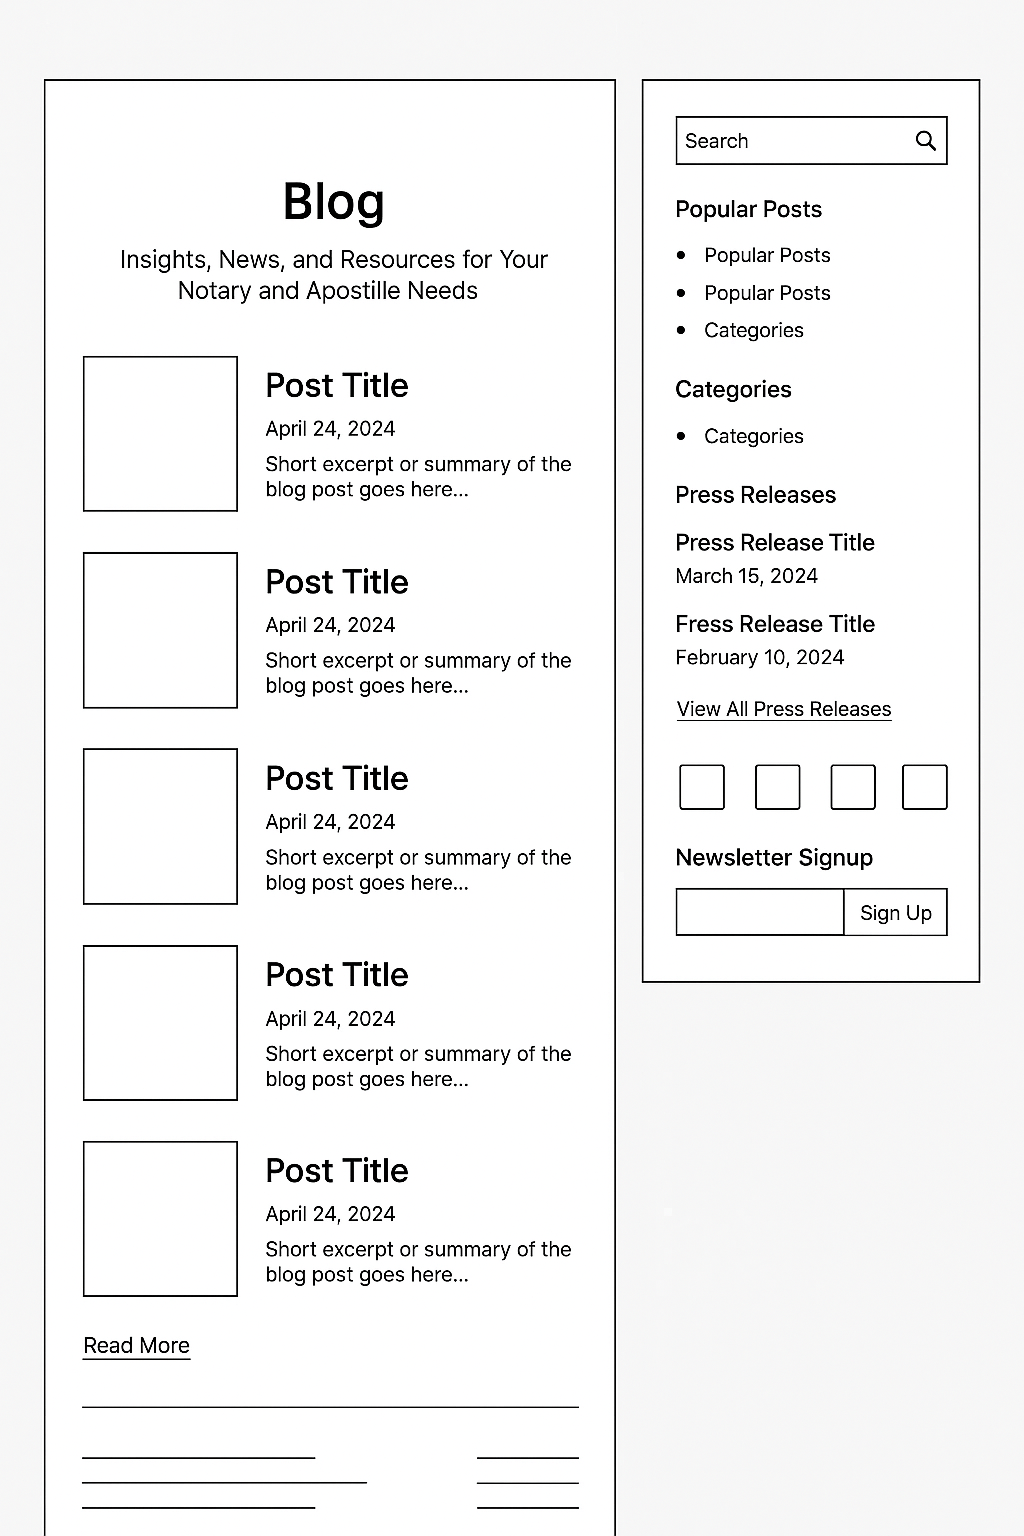 Blog
Insights, News, and Resources for Your
Notary and Apostille Needs
Post Title
April 24, 2024
Short excerpt or summary of the
blog post goes here...
Post Title
April 24, 2024
Short excerpt or summary of the
blog post goes here...
Post Title
April 24, 2024
Short excerpt or summary of the
blog post goes here...
Post Title
April 24, 2024
Short excerpt or summary of the
blog post goes here...
Post Title
April 24, 2024
Short excerpt or summary of the
blog post goes here...
Read More
Search
Popular Posts
• Popular Posts
• Popular Posts
• Categories
Categories
• Categories
Press Releases
Press Release Title
March 15, 2024
Fress Release Title
February 10, 2024
View All Press Releases
Newsletter Signup
Sign Up